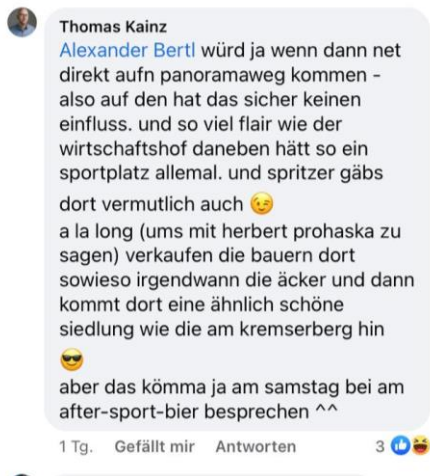 Thomas Kainz
Alexander Bertl würd ja wenn dann net
direkt aufn panoramaweg kommen -
also auf den hat das sicher keinen
einfluss. und so viel flair wie der
wirtschaftshof daneben hätt so ein
sportplatz allemal. und spritzer gäbs
dort vermutlich auch 😉
a la long (ums mit herbert prohaska zu
sagen) verkaufen die bauern dort
sowieso irgendwann die äcker und dann
kommt dort eine ähnlich schöne
siedlung wie die am kremserberg hin
😎
aber das kömma ja am samstag bei am
after-sport-bier besprechen ^^
1 Tg. Gefällt mir Antworten 3 👍😆